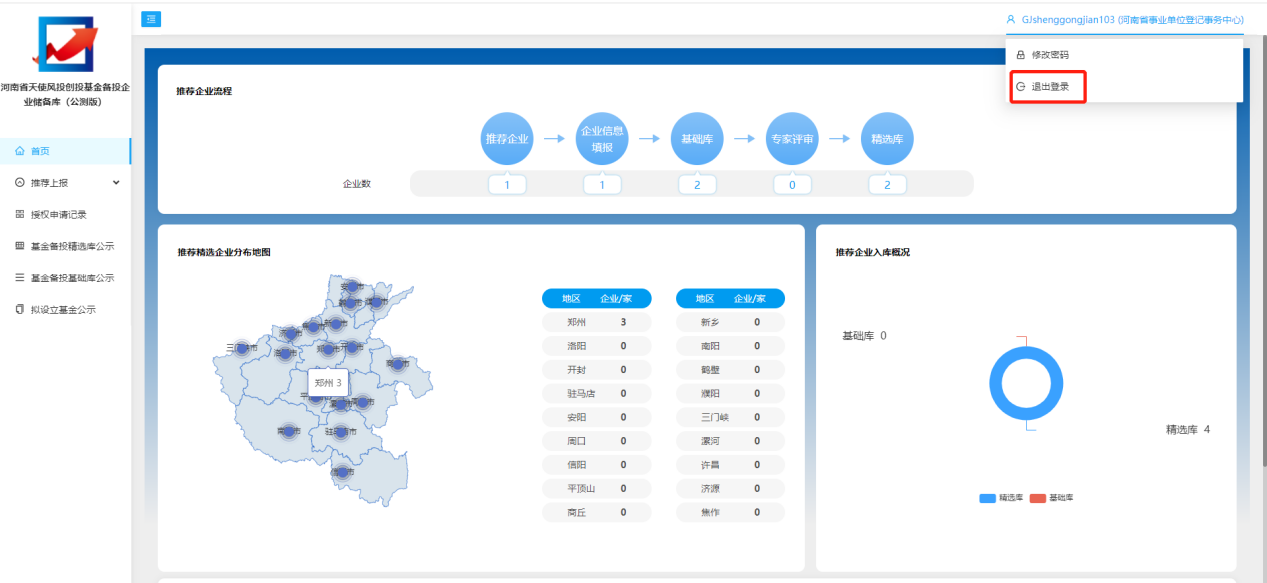 河南省天使风投创投基金备投企
业储备库（公测版）
首页
推荐上报
授权申请记录
基金备投精选库公示
基金备投基础库公示
拟设立基金公示
GJshenggongjian103 (河南省事业单位登记事务中心)
修改密码
退出登录
推荐企业流程
推荐企业
企业信息
填报
基础库
专家评审
精选库
企业数
1
1
2
0
2
推荐精选企业分布地图
郑州 3
三门峡市
驻马店市
地区 企业/家
郑州 3
洛阳 0
开封 0
驻马店 0
安阳 0
周口 0
信阳 0
平顶山 0
商丘 0
地区 企业/家
新乡 0
南阳 0
鹤壁 0
濮阳 0
三门峡 0
漯河 0
许昌 0
济源 0
焦作 0
推荐企业入库概况
基础库 0
精选库 4
精选库
基础库